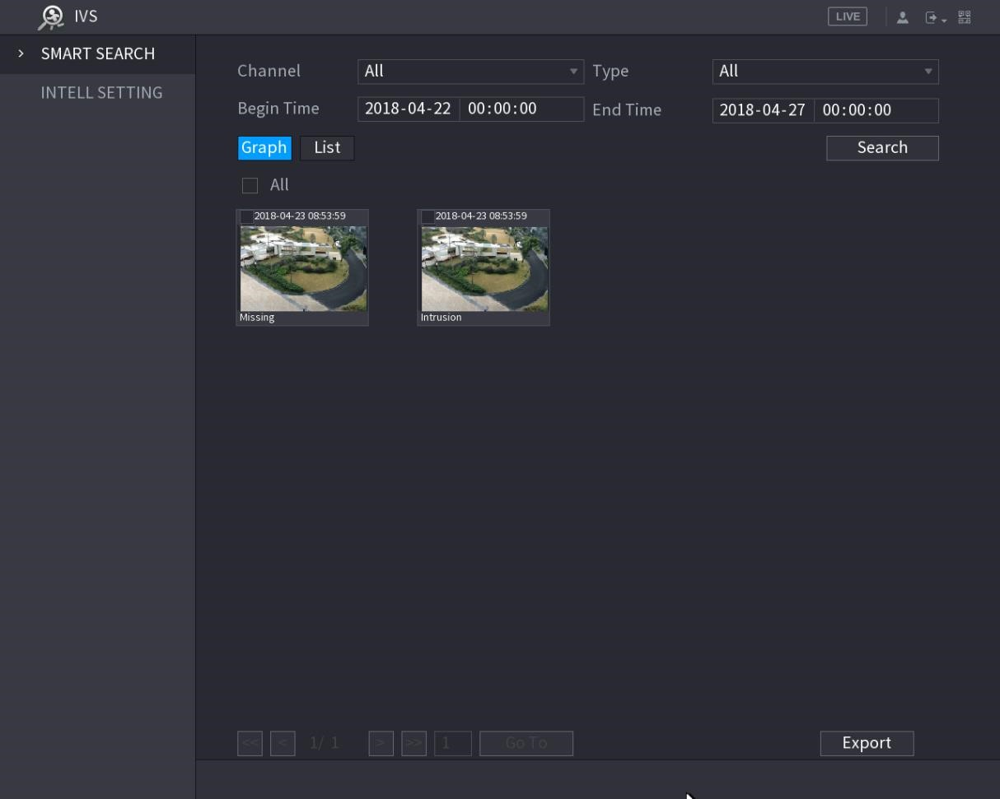 IVS LIVE
SMART SEARCH
INTELL SETTING
Channel All Type All
Begin Time 2018-04-22 00:00:00 End Time 2018-04-27 00:00:00
Graph List Search
All
2018-04-23 08:53:59 2018-04-23 08:53:59
Missing Intrusion
<< < 1/ 1 > >> 1 Go To Export